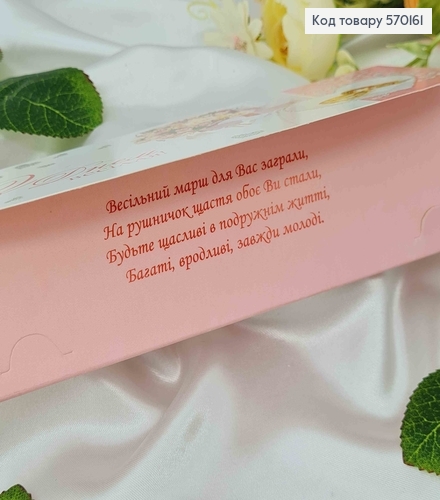 Код товару 570161
Весільний марш для Вас заграли,
На рушничок щастя обоє Ви стали,
Будьте щасливі в подружнім житті,
Багаті, вродливі, завжди молоді.